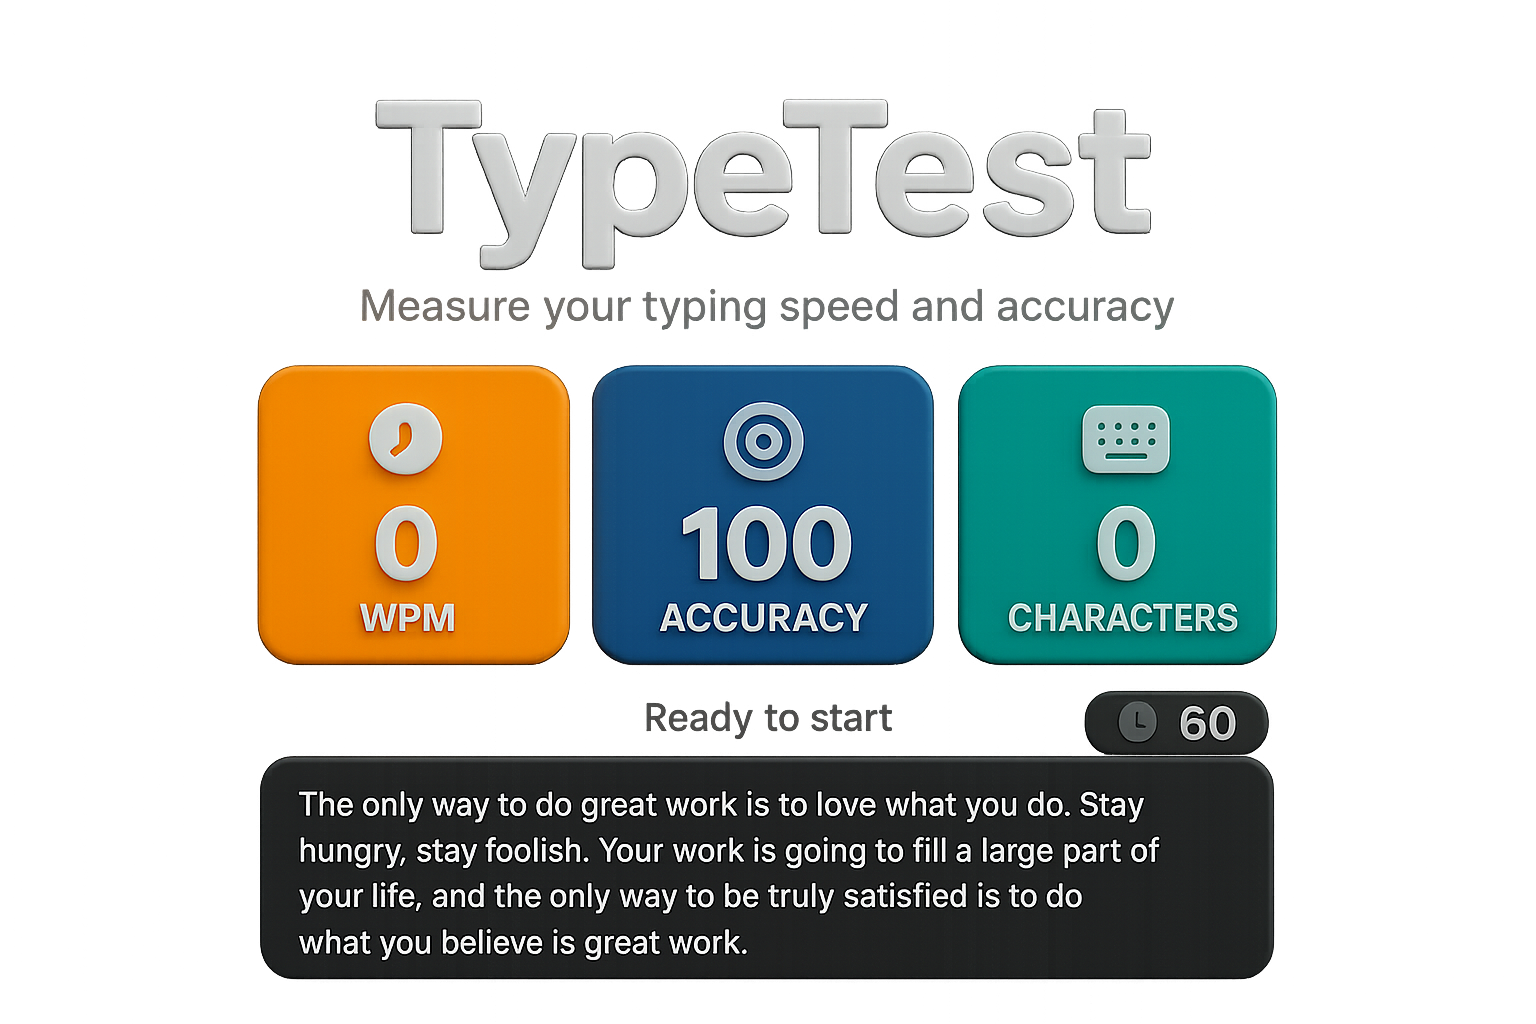 TypeTest
Measure your typing speed and accuracy
0
WPM
100
ACCURACY
0
CHARACTERS
Ready to start
60
The only way to do great work is to love what you do. Stay
hungry, stay foolish. Your work is going to fill a large part of
your life, and the only way to be truly satisfied is to do
what you believe is great work.